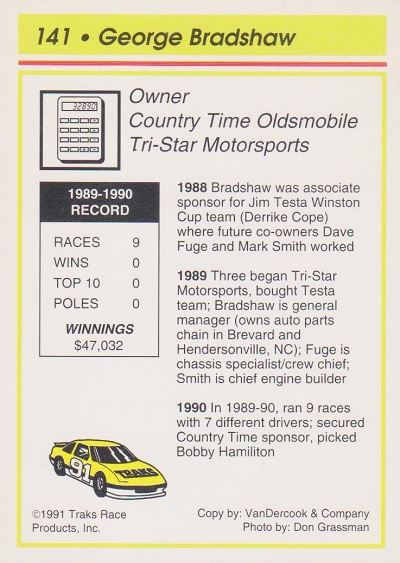 141 • George Bradshaw
32890
Owner
Country Time Oldsmobile
Tri-Star Motorsports
1989-1990
RECORD
RACES 9
WINS 0
TOP 10 0
POLES 0
WINNINGS
$47,032
1988 Bradshaw was associate
sponsor for Jim Testa Winston
Cup team (Derrike Cope)
where future co-owners Dave
Fuge and Mark Smith worked
1989 Three began Tri-Star
Motorsports, bought Testa
team; Bradshaw is general
manager (owns auto parts
chain in Brevard and
Hendersonville, NC); Fuge is
chassis specialist/crew chief;
Smith is chief engine builder
1990 In 1989-90, ran 9 races
with 7 different drivers; secured
Country Time sponsor, picked
Bobby Hamiliton
91
TRAKS
©1991 Traks Race
Products, Inc.
Copy by: VanDercook & Company
Photo by: Don Grassman